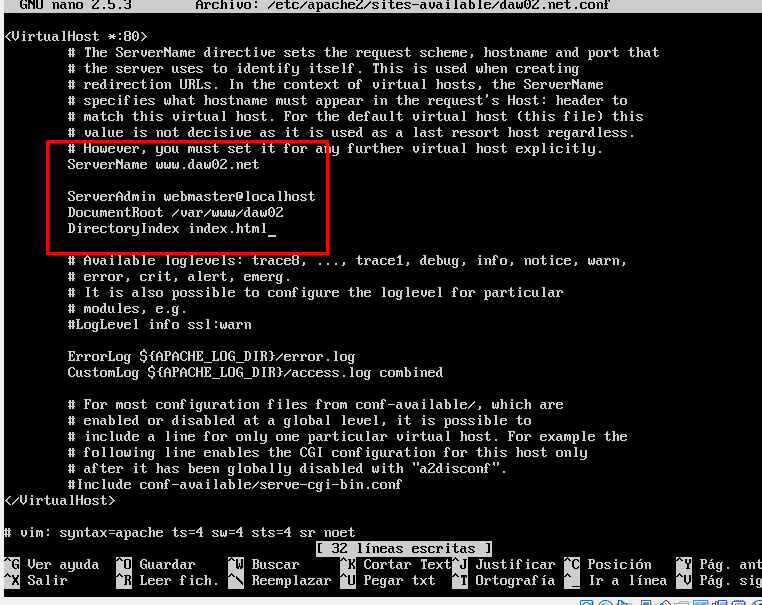 GNU nano 2.5.3 Archivo: /etc/apache2/sites-available/daw02.net.conf
<VirtualHost *:80>
# The ServerName directive sets the request scheme, hostname and port that
# the server uses to identify itself. This is used when creating
# redirection URLs. In the context of virtual hosts, the ServerName
# specifies what hostname must appear in the request's Host: header to
# match this virtual host. For the default virtual host (this file) this
# value is not decisive as it is used as a last resort host regardless.
# However, you must set it for any further virtual host explicitly.
ServerName www.daw02.net
ServerAdmin webmaster@localhost
DocumentRoot /var/www/daw02
DirectoryIndex index.html_
# Available loglevels: trace8, ..., trace1, debug, info, notice, warn,
# error, crit, alert, emerg.
# It is also possible to configure the loglevel for particular
# modules, e.g.
#LogLevel info ssl:warn
ErrorLog ${APACHE_LOG_DIR}/error.log
CustomLog ${APACHE_LOG_DIR}/access.log combined
# For most configuration files from conf-available/, which are
# enabled or disabled at a global level, it is possible to
# include a line for only one particular virtual host. For example the
# following line enables the CGI configuration for this host only
# after it has been globally disabled with "a2disconf".
#Include conf-available/serve-cgi-bin.conf
</VirtualHost>
# vim: syntax=apache ts=4 sw=4 sts=4 sr noet
[ 32 líneas escritas ]
^G Ver ayuda ^O Guardar ^W Buscar ^K Cortar Text ^J Justificar ^C Posición ^Y Pág. ant
^X Salir ^R Leer fich. ^\ Reemplazar ^U Pegar txt ^T Ortografía ^_ Ir a línea ^V Pág. sig